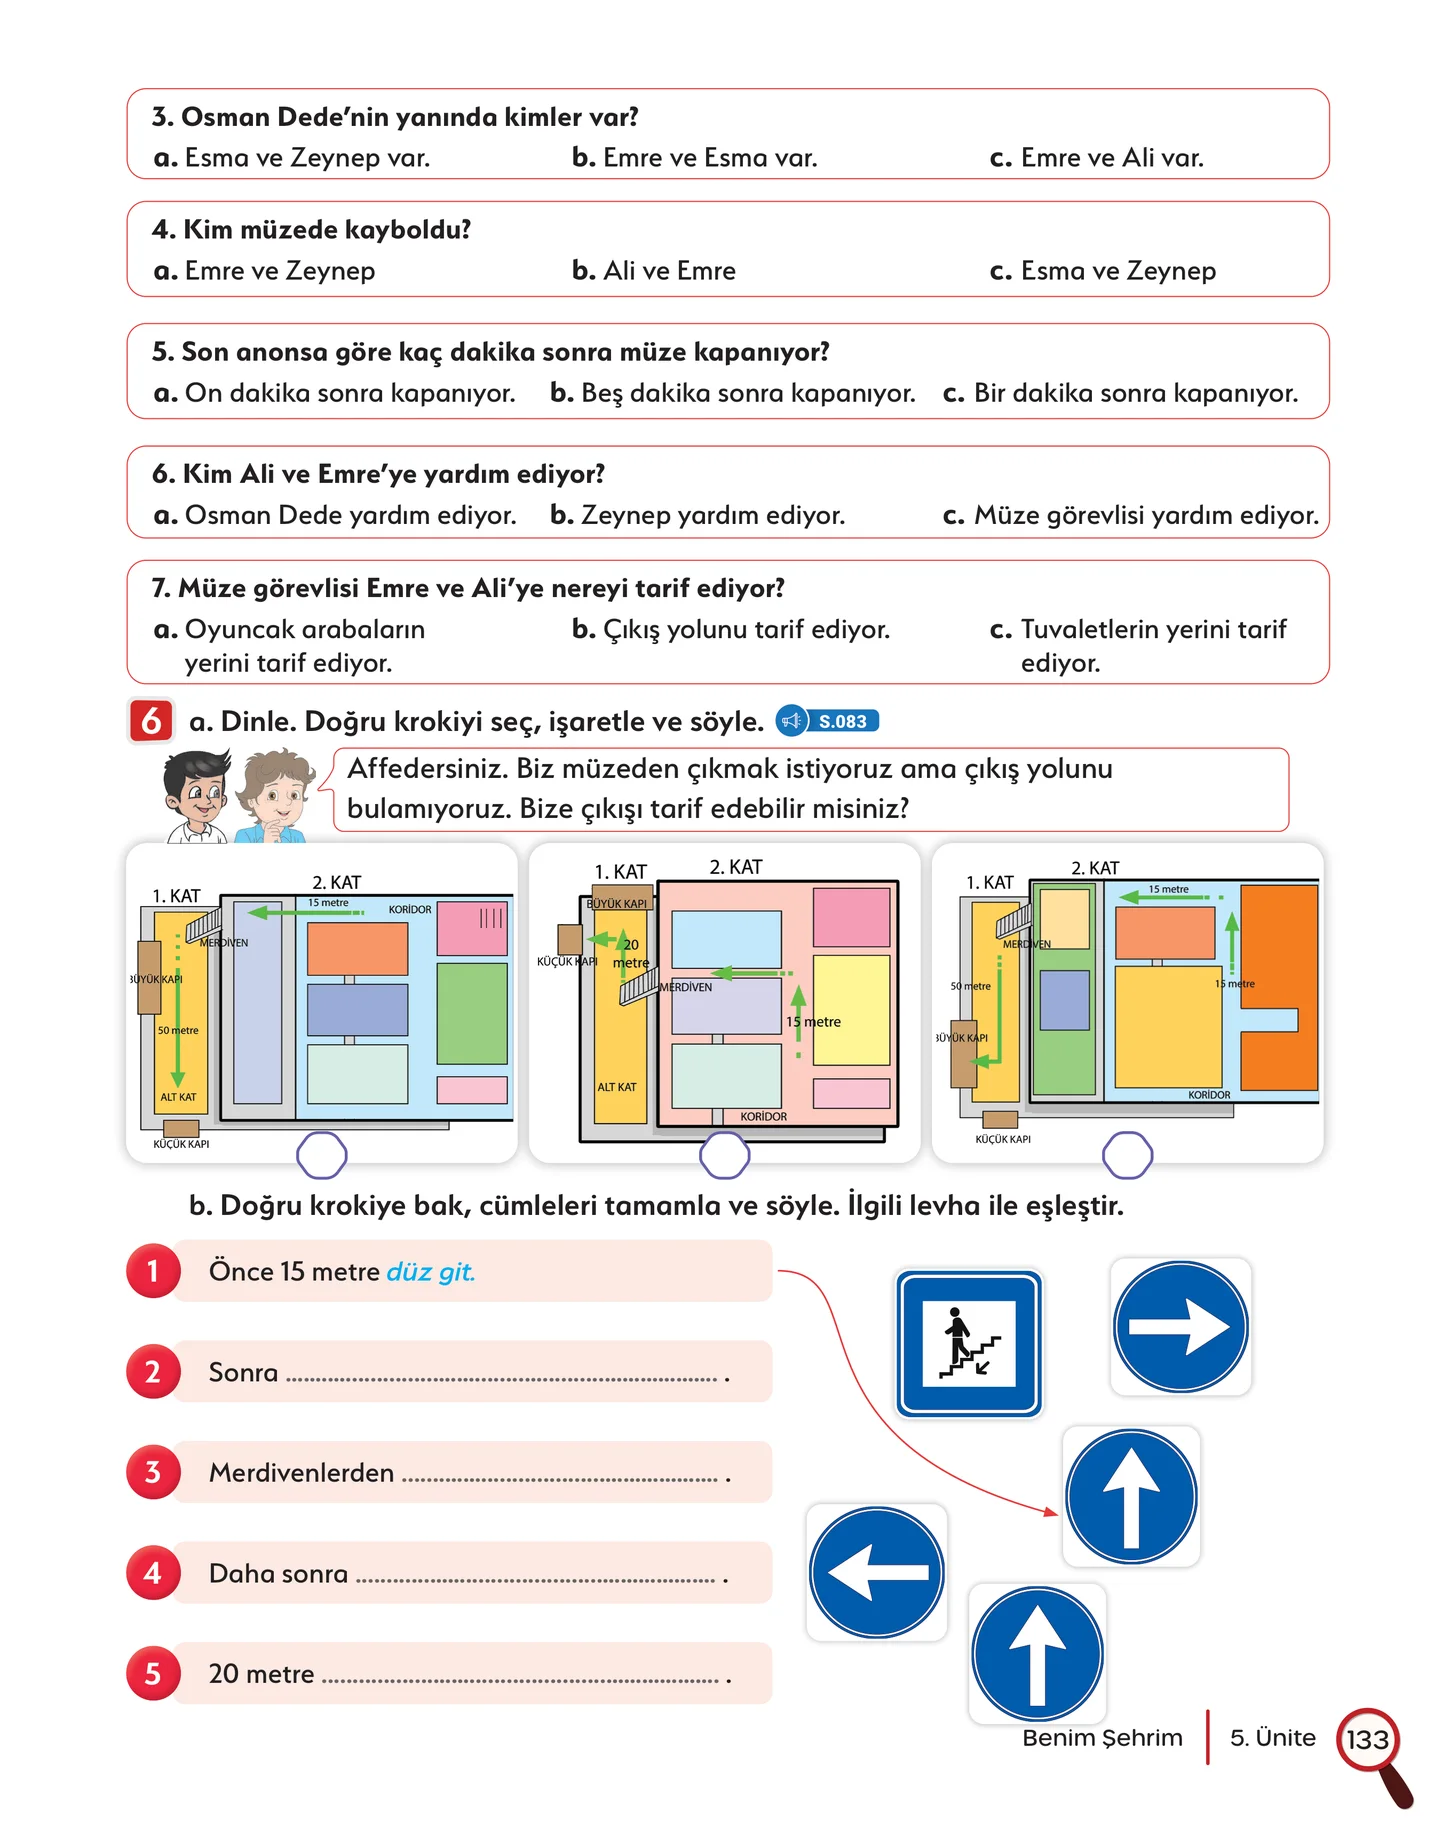 3. Osman Dede’nin yanında kimler var?
a. Esma ve Zeynep var. b. Emre ve Esma var. c. Emre ve Ali var.
4. Kim müzede kayboldu?
a. Emre ve Zeynep b. Ali ve Emre c. Esma ve Zeynep
5. Son anonsa göre kaç dakika sonra müze kapanıyor?
a. On dakika sonra kapanıyor. b. Beş dakika sonra kapanıyor. c. Bir dakika sonra kapanıyor.
6. Kim Ali ve Emre’ye yardım ediyor?
a. Osman Dede yardım ediyor. b. Zeynep yardım ediyor. c. Müze görevlisi yardım ediyor.
7. Müze görevlisi Emre ve Ali’ye nereyi tarif ediyor?
a. Oyuncak arabaların b. Çıkış yolunu tarif ediyor. c. Tuvaletlerin yerini tarif
yerini tarif ediyor. ediyor.
6 a. Dinle. Doğru krokiyi seç, işaretle ve söyle. S.083
Affedersiniz. Biz müzeden çıkmak istiyoruz ama çıkış yolunu
bulamıyoruz. Bize çıkışı tarif edebilir misiniz?
1. KAT
2. KAT
15 metre
KORİDOR
MERDİVEN
BÜYÜK KAPI
50 metre
ALT KAT
KÜÇÜK KAPI
1. KAT
2. KAT
BÜYÜK KAPI
20
metre
KÜÇÜK KAPI
MERDİVEN
15 metre
ALT KAT
KORİDOR
1. KAT
2. KAT
15 metre
MERDİVEN
50 metre
15 metre
BÜYÜK KAPI
KORİDOR
KÜÇÜK KAPI
b. Doğru krokiye bak, cümleleri tamamla ve söyle. İlgili levha ile eşleştir.
1 Önce 15 metre düz git.
2 Sonra ........................................................................ .
3 Merdivenlerden .................................................... .
4 Daha sonra ........................................................... .
5 20 metre ................................................................. .
Benim Şehrim 5. Ünite 133